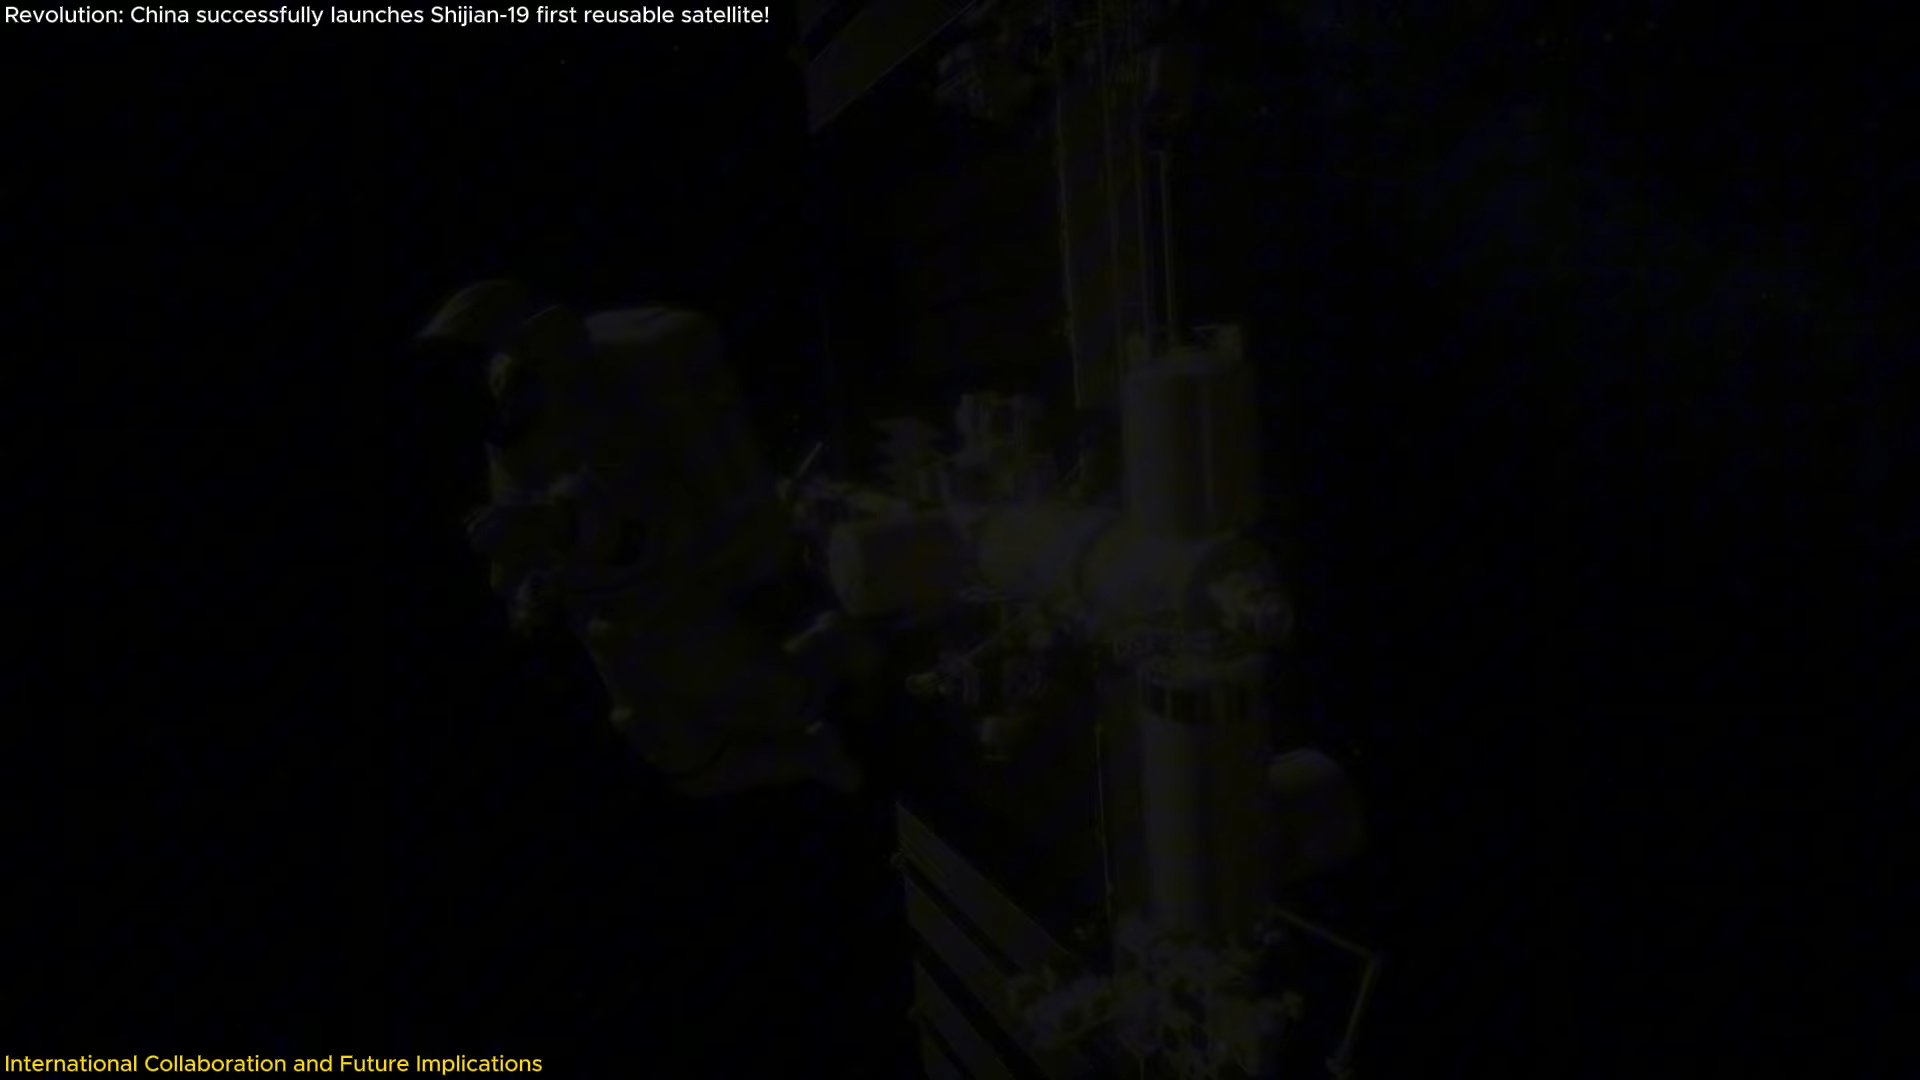 Revolution: China successfully launches Shijian-19 first reusable satellite!
International Collaboration and Future Implications